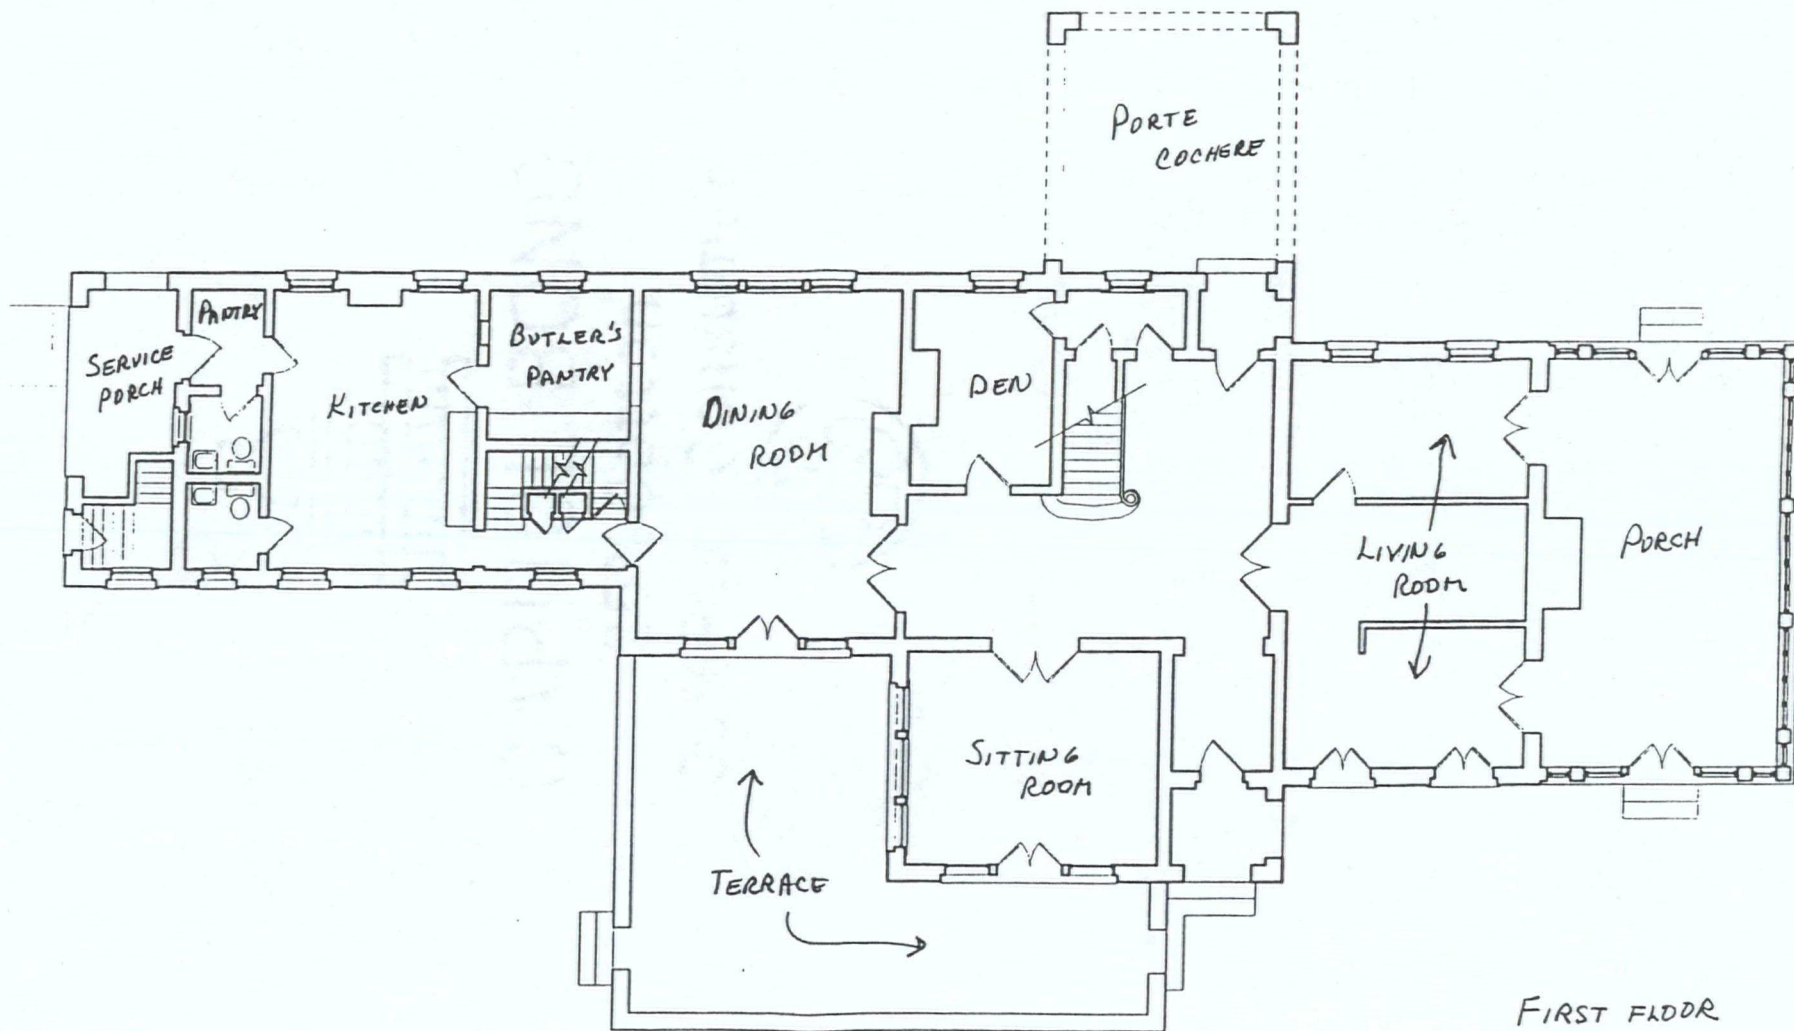 PORTE
COCHERE
PANTRY
SERVICE
PORCH
BUTLER'S
PANTRY
KITCHEN
DINING
ROOM
DEN
LIVING
ROOM
PORCH
SITTING
ROOM
TERRACE
FIRST FLOOR